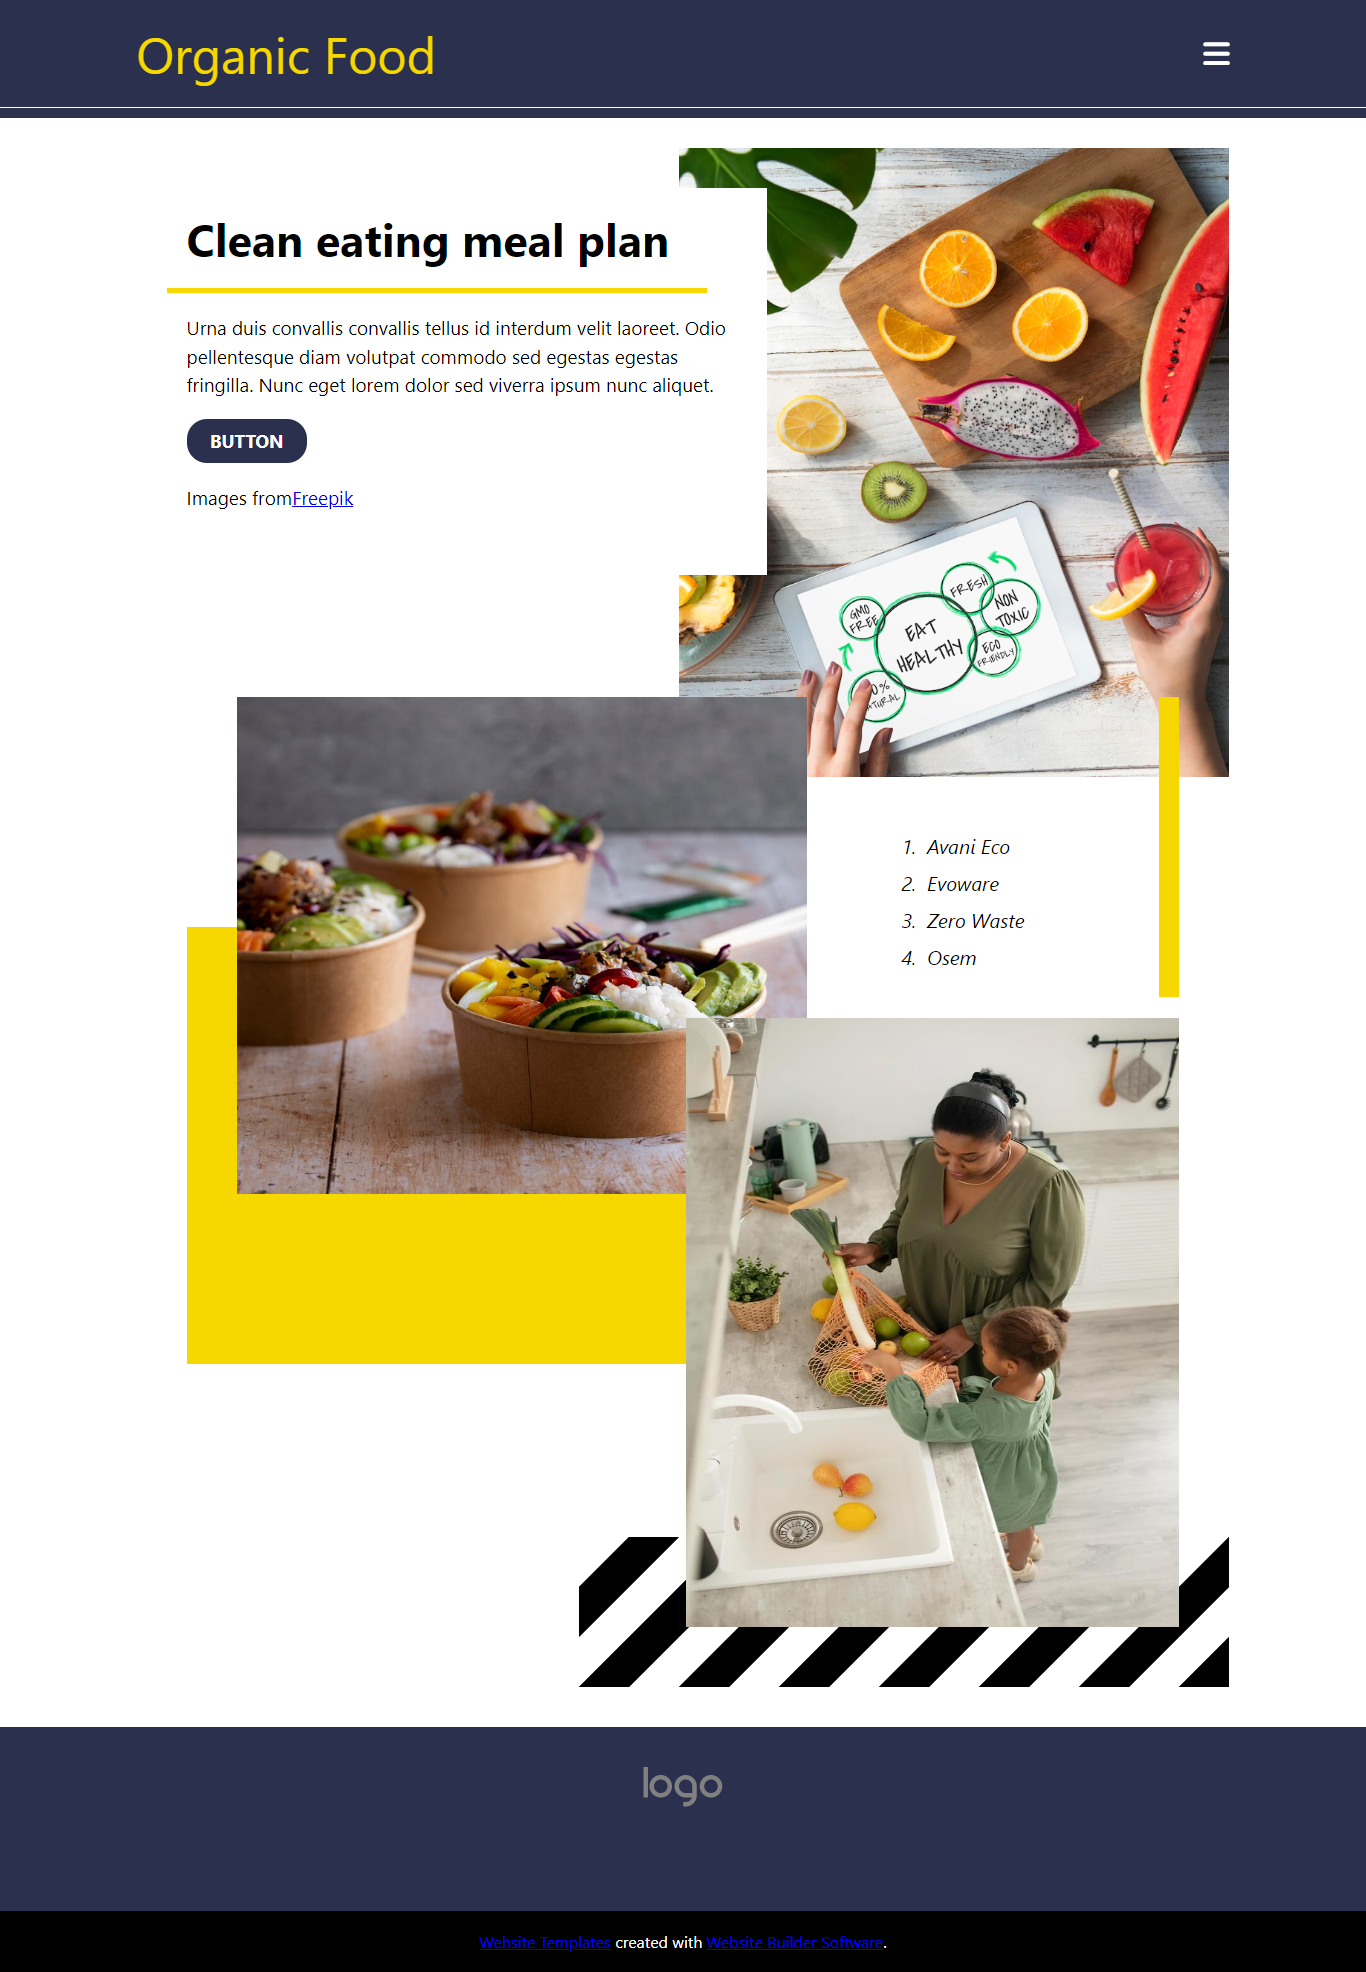 Organic Food
Clean eating meal plan
Urna duis convallis convallis tellus id interdum velit laoreet. Odio
pellentesque diam volutpat commodo sed egestas egestas
fringilla. Nunc eget lorem dolor sed viverra ipsum nunc aliquet.
BUTTON
Images fromFreepik
FRESH
GMO
FREE
NON
TOXIC
EAT
HEALTHY
ECO
FRIENDLY
1. Avani Eco
2. Evoware
3. Zero Waste
4. Osem
logo
Website Templates created with Website Builder Software.